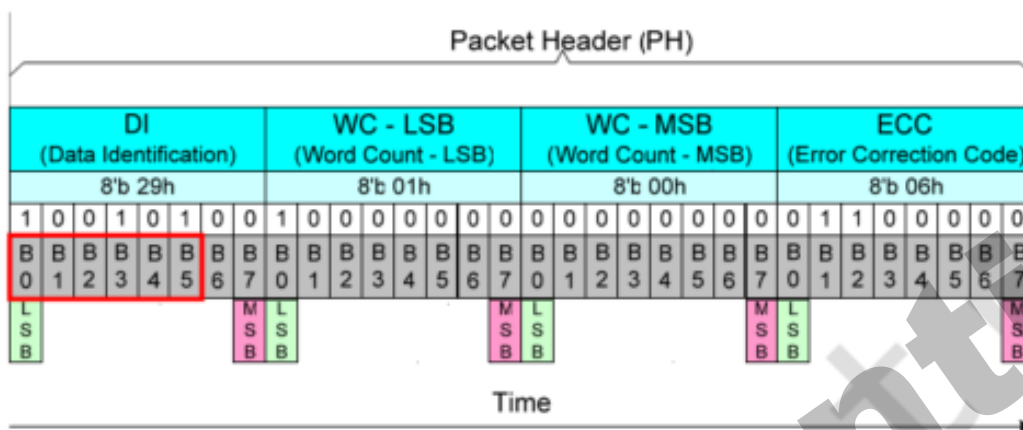 Packet Header (PH)
DI WC - LSB WC - MSB ECC
(Data Identification) (Word Count - LSB) (Word Count - MSB) (Error Correction Code)
8'b 29h 8'b 01h 8'b 00h 8'b 06h
1 0 0 1 0 1 0 0 1 0 0 0 0 0 0 0 0 0 0 0 0 0 0 0 0 1 1 0 0 0 0 0
B B B B B B B B B B B B B B B B B B B B B B B B B B B B B B B B
0 1 2 3 4 5 6 7 0 1 2 3 4 5 6 7 0 1 2 3 4 5 6 7 0 1 2 3 4 5 6 7
L M L M L M L M
S S S S S S S S
B B B B B B B B
Time
nti